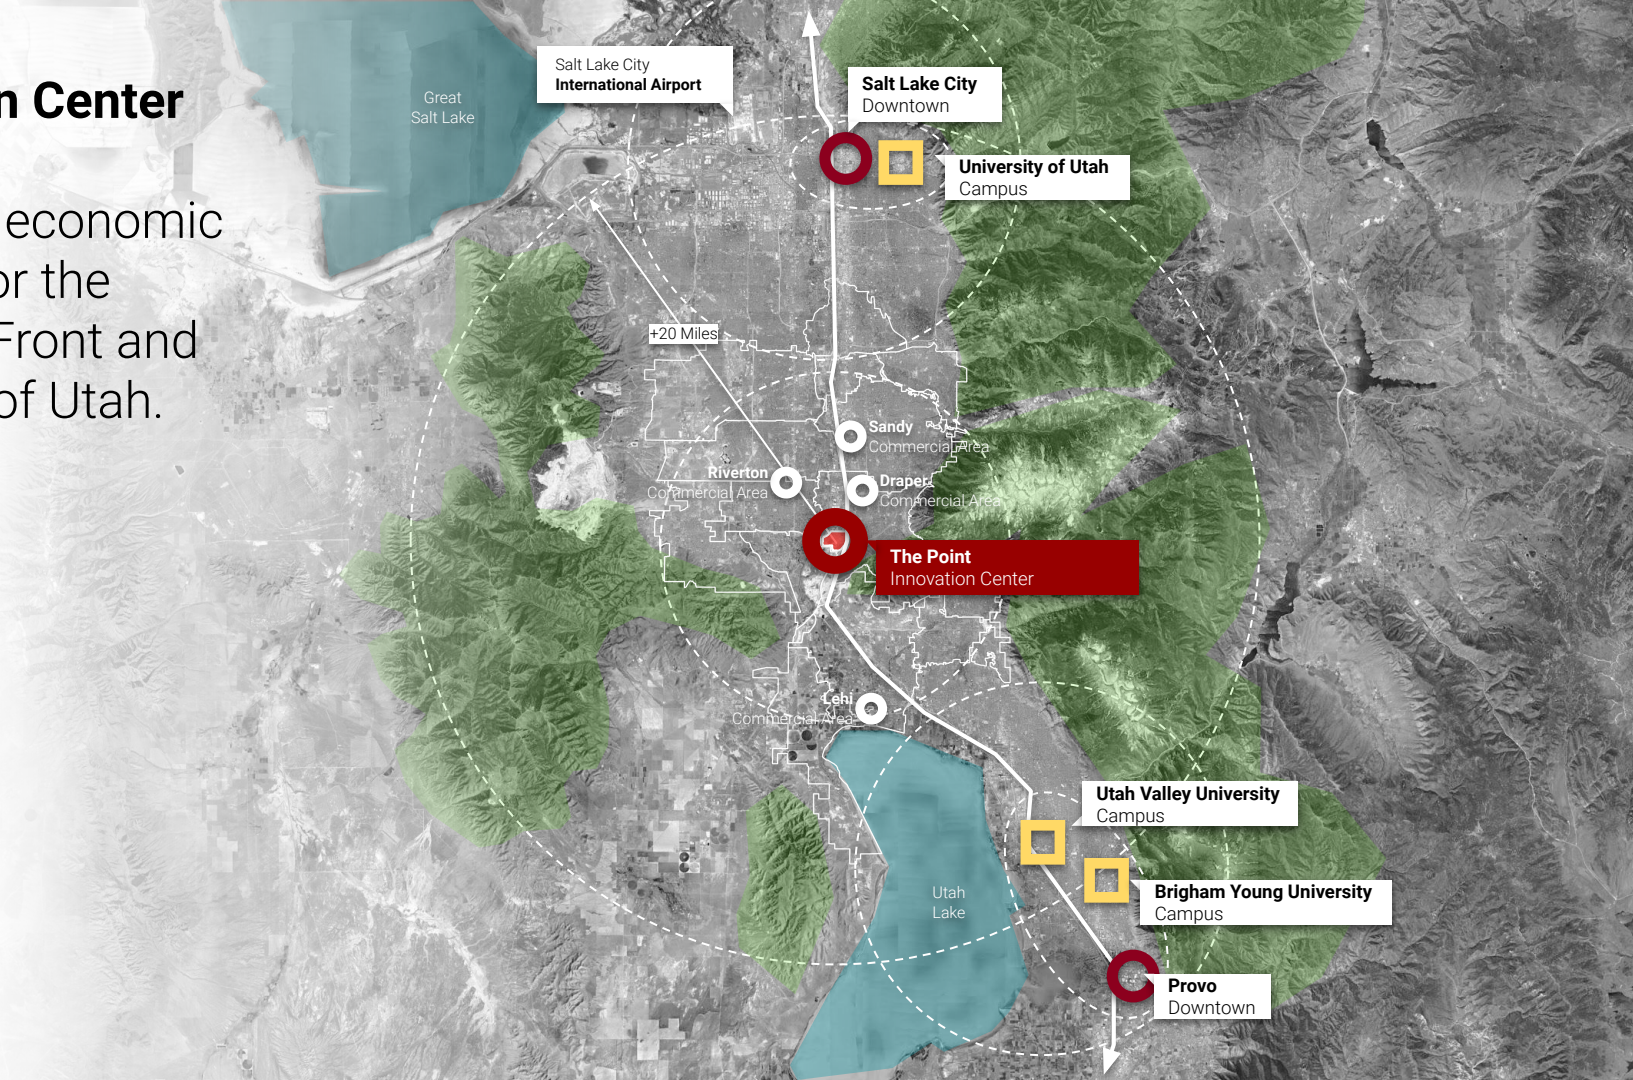 n Center
economic
or the
Front and
of Utah.
Great
Salt Lake
Salt Lake City
International Airport
Salt Lake City
Downtown
University of Utah
Campus
+20 Miles
Sandy
Commercial Area
Riverton
Commercial Area
Draper
Commercial Area
The Point
Innovation Center
Lehi
Commercial Area
Utah Valley University
Campus
Utah
Lake
Brigham Young University
Campus
Provo
Downtown